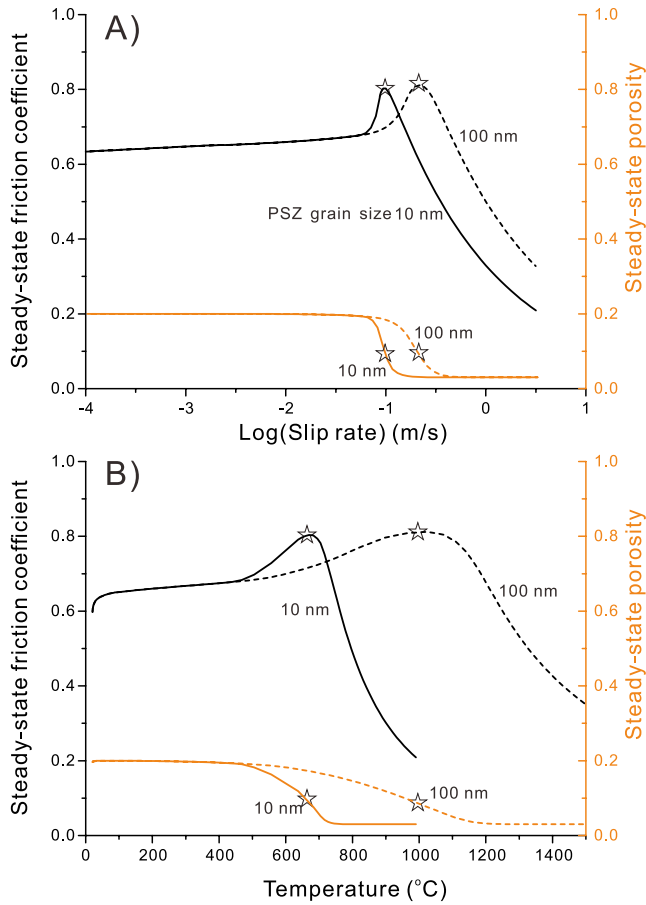 A)
Steady-state friction coefficient
1.0
0.8
0.6
0.4
0.2
0.0
1.0
0.8
0.6
0.4
0.2
0.0
Steady-state porosity
100 nm
PSZ grain size 10 nm
100 nm
10 nm
-4
-3
-2
-1
0
1
Log(Slip rate) (m/s)
B)
Steady-state friction coefficient
1.0
0.8
0.6
0.4
0.2
0.0
1.0
0.8
0.6
0.4
0.2
0.0
Steady-state porosity
10 nm
100 nm
10 nm
100 nm
0
200
400
600
800
1000
1200
1400
Temperature (°C)